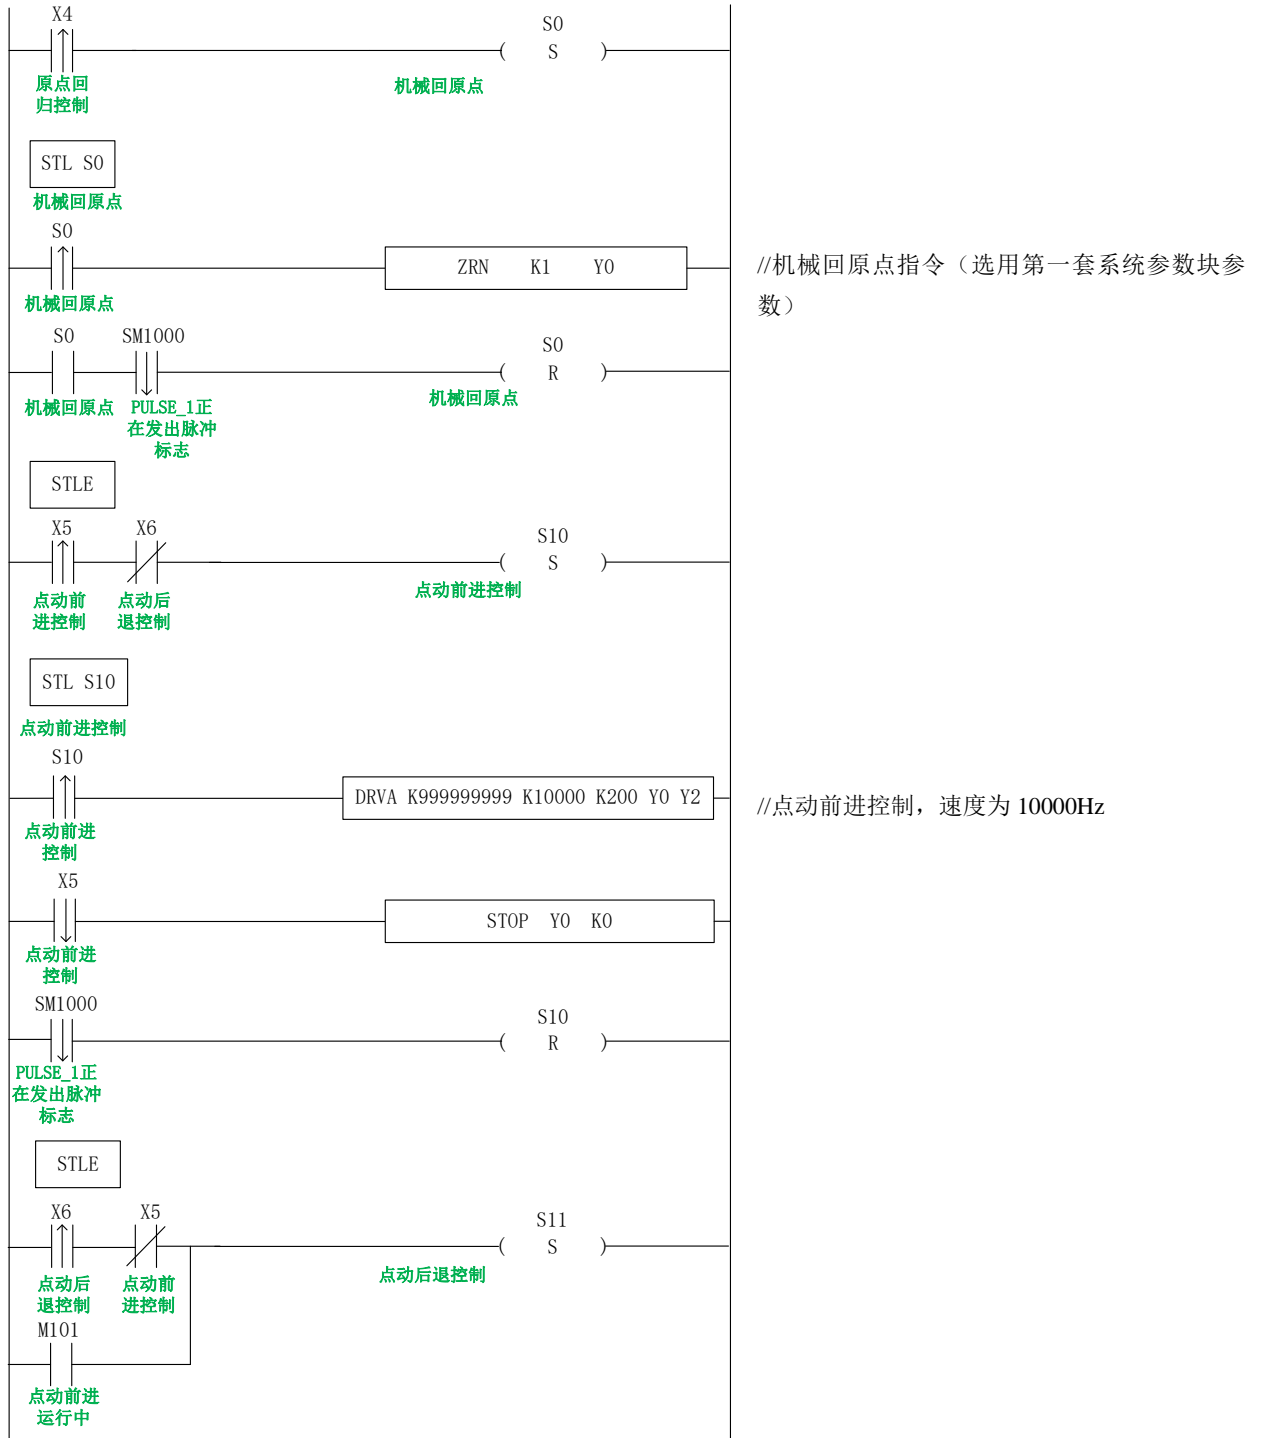 X4
S0
( S )
原点回
归控制
机械回原点
STL S0
机械回原点
S0
ZRN K1 Y0
//机械回原点指令（选用第一套系统参数块参
数）
机械回原点
S0 SM1000
S0
( R )
机械回原点
PULSE_1正
在发出脉冲
标志
机械回原点
STLE
X5 X6
S10
( S )
点动前
进控制
点动后
退控制
点动前进控制
STL S10
点动前进控制
S10
DRVA K999999999 K10000 K200 Y0 Y2
//点动前进控制，速度为 10000Hz
点动前进
控制
X5
STOP Y0 K0
点动前进
控制
SM1000
S10
( R )
PULSE_1正
在发出脉冲
标志
STLE
X6 X5
S11
( S )
点动后
退控制
点动前
进控制
点动后退控制
M101
点动前进
运行中